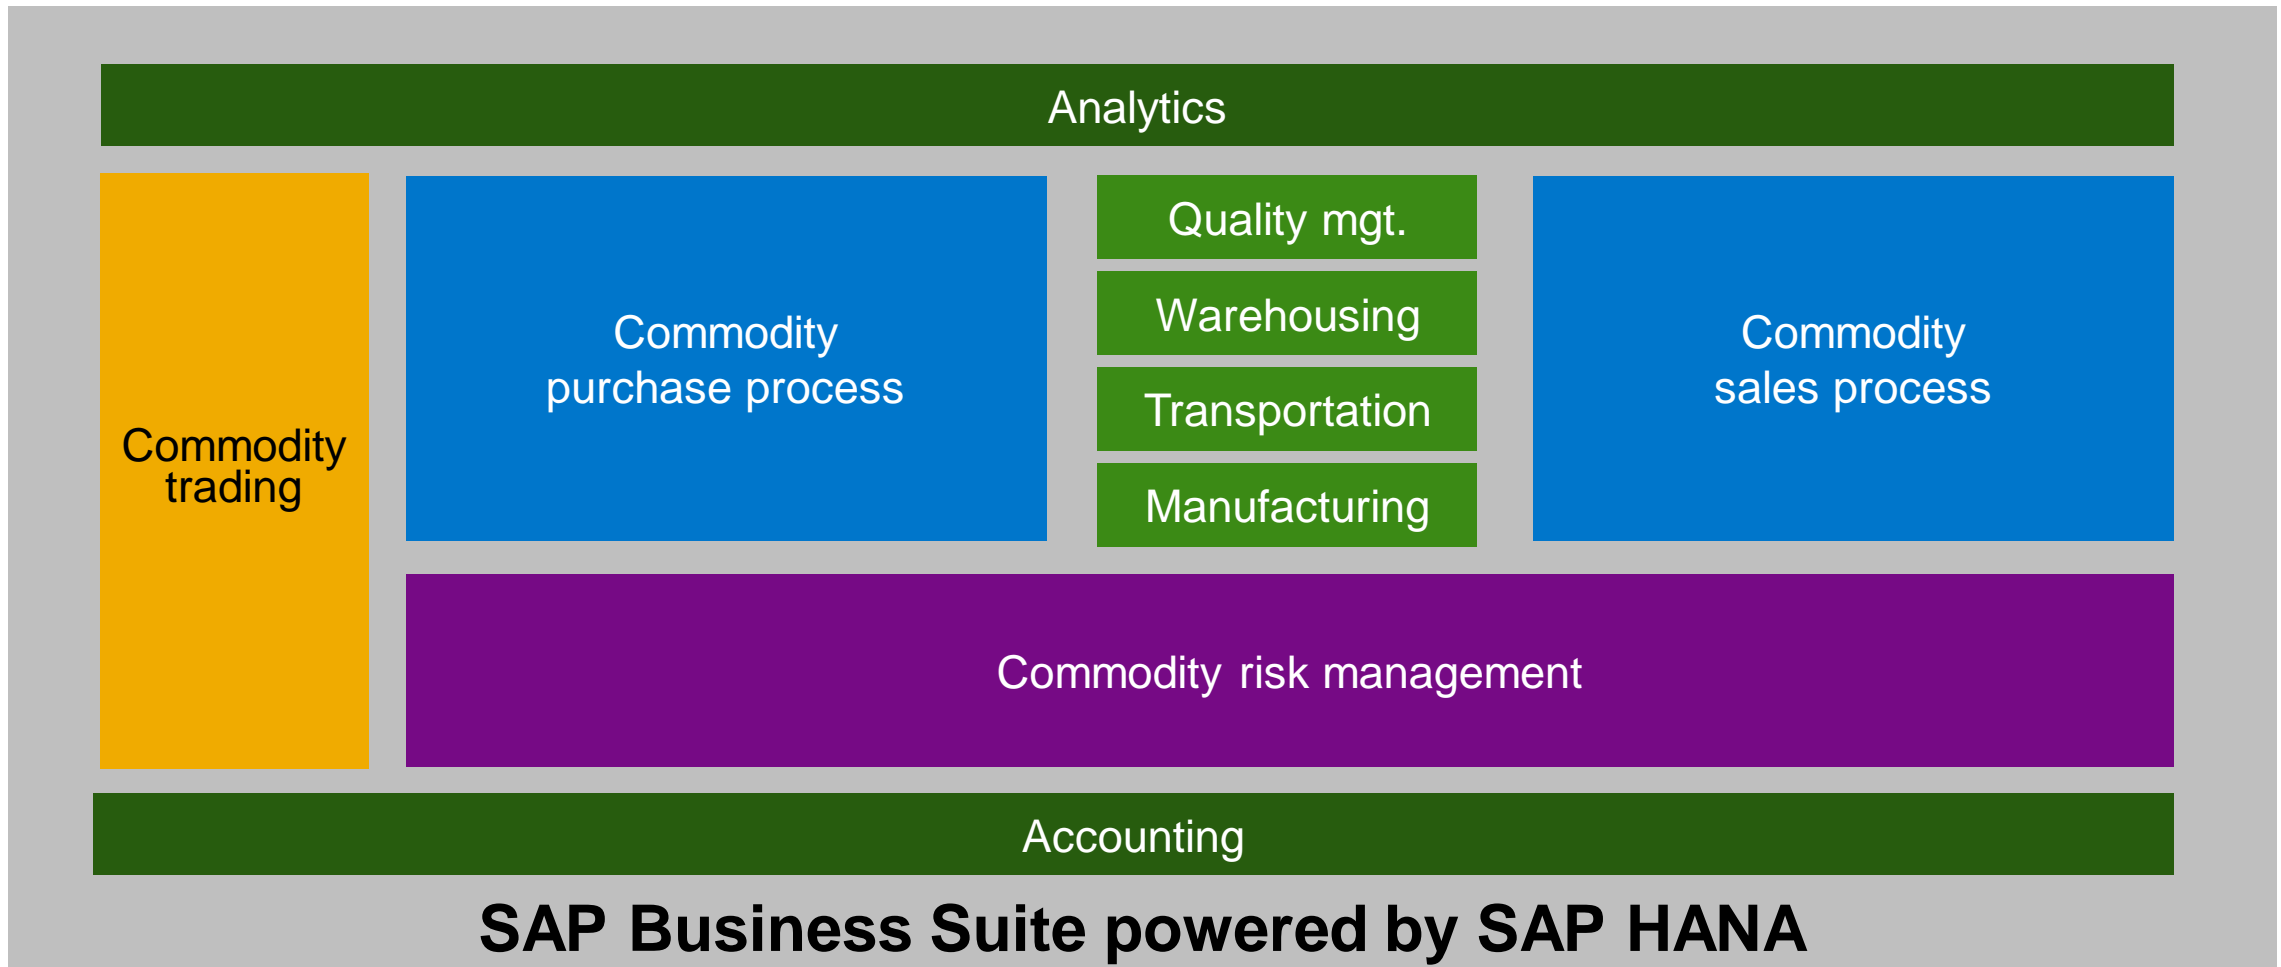 Analytics
Commodity
trading
Commodity
purchase process
Quality mgt.
Warehousing
Transportation
Manufacturing
Commodity
sales process
Commodity risk management
Accounting
SAP Business Suite powered by SAP HANA